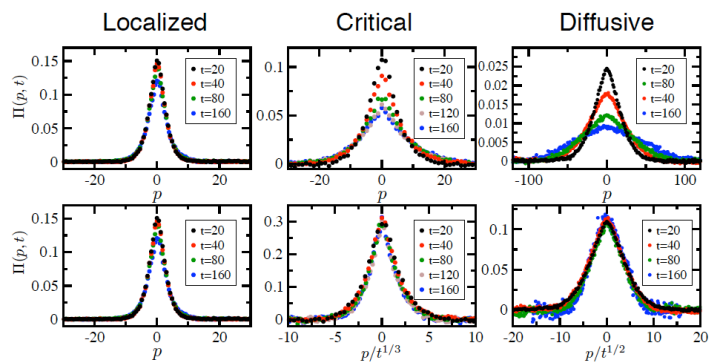 Localized Critical Diffusive
Π(p, t)
0.15
0.1
0.05
0
-20 0 20
p
t=20
t=40
t=80
t=160
0.1
0.05
0
-20 0 20
p
t=20
t=40
t=80
t=120
t=160
0.025
0.02
0.015
0.01
0.005
0
-100 0 100
p
t=20
t=40
t=80
t=160
Π(p, t)
0.15
0.1
0.05
0
-20 0 20
p
t=20
t=40
t=80
t=160
0.3
0.2
0.1
0
-10 -5 0 5 10
p/t^{1/3}
t=20
t=40
t=80
t=120
t=160
0.1
0.05
0
-20 -10 0 10 20
p/t^{1/2}
t=20
t=40
t=80
t=160